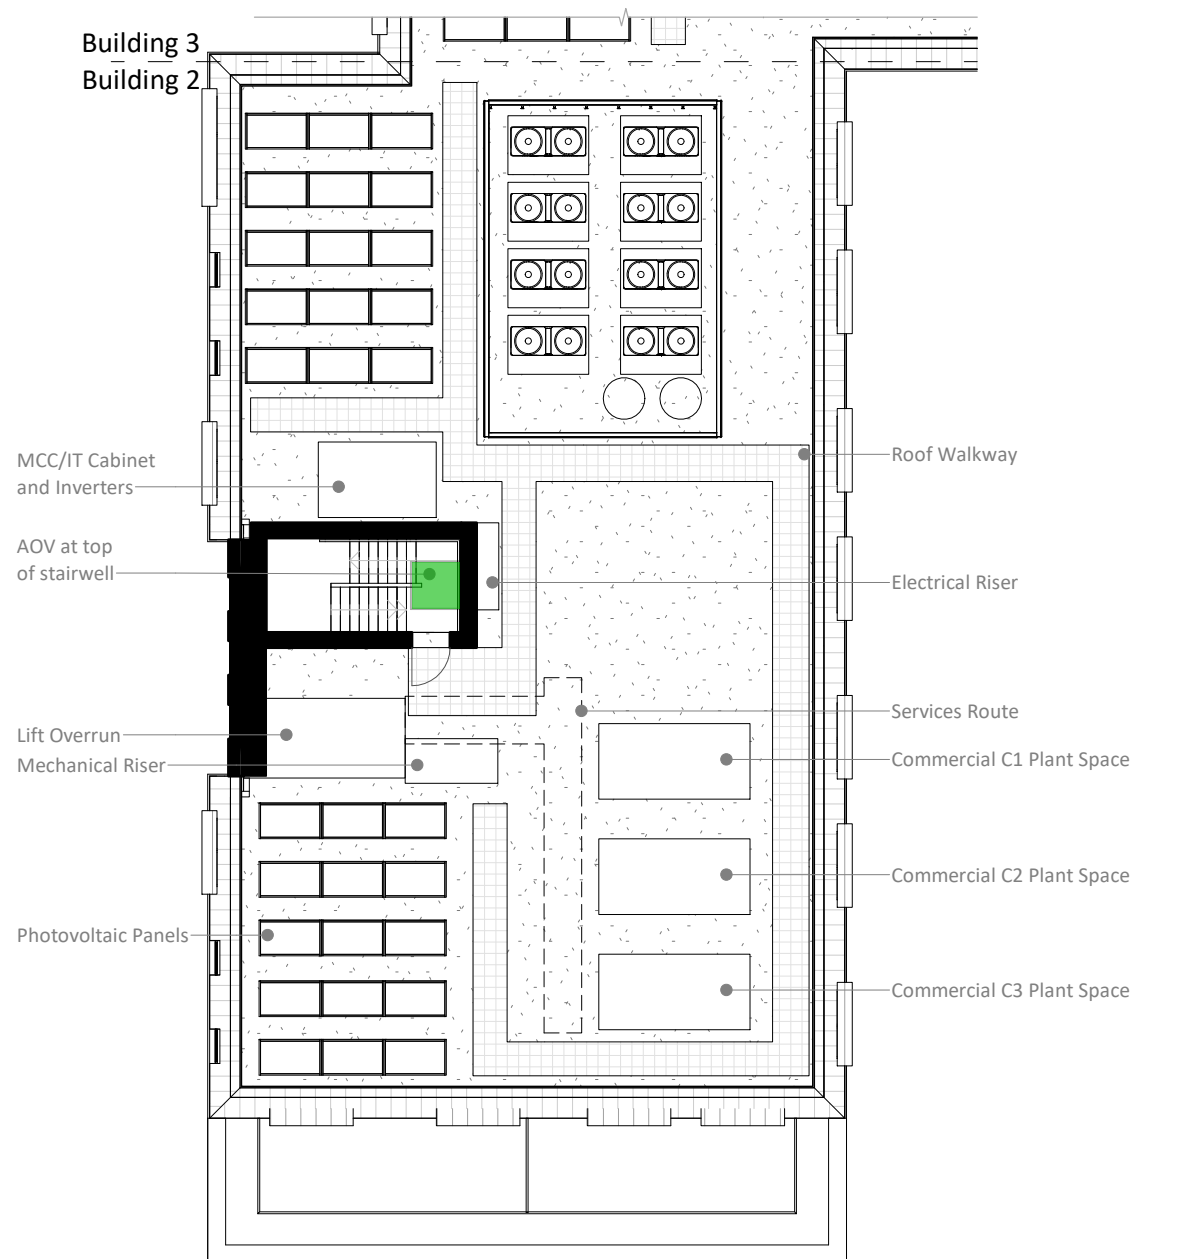 Building 3
Building 2
MCC/IT Cabinet
and Inverters
AOV at top
of stairwell
Lift Overrun
Mechanical Riser
Photovoltaic Panels
Roof Walkway
Electrical Riser
Services Route
Commercial C1 Plant Space
Commercial C2 Plant Space
Commercial C3 Plant Space